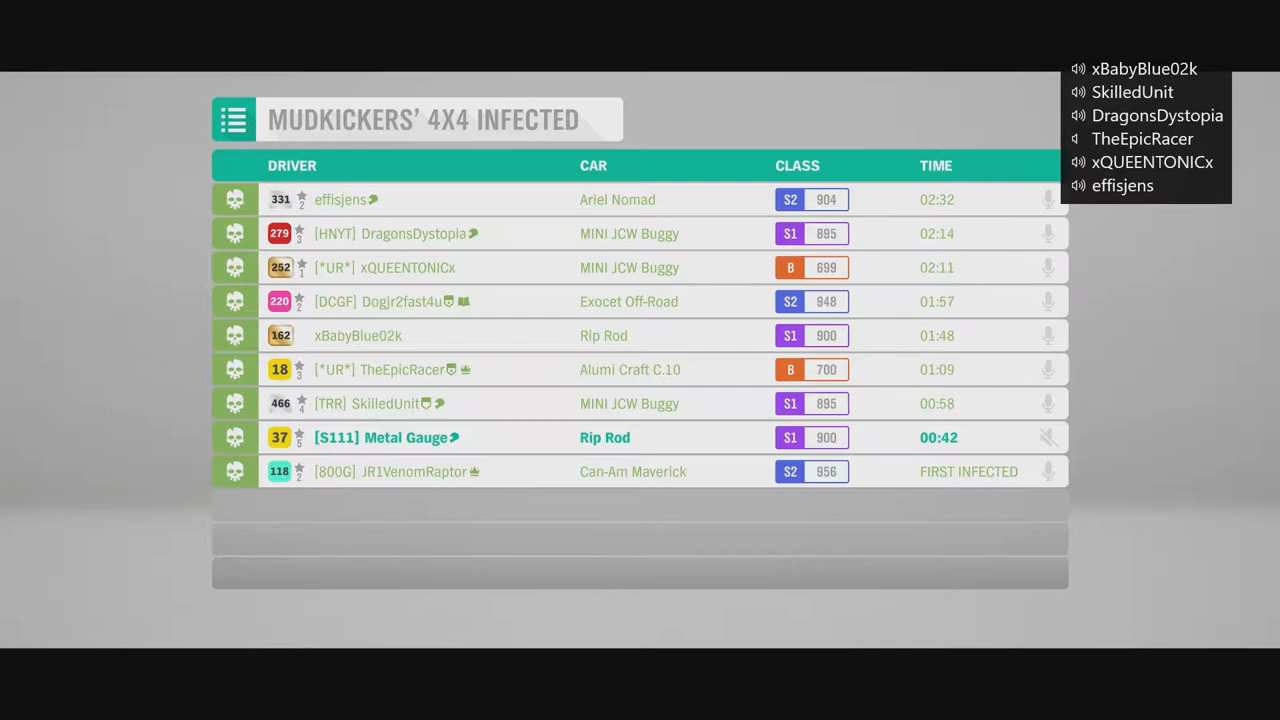 xBabyBlue02k
SkilledUnit
DragonsDystopia
TheEpicRacer
xQUEENTONICx
effisjens
MUDKICKERS' 4X4 INFECTED
DRIVER CAR CLASS TIME
331 2 effisjens Ariel Nomad S2 904 02:32
279 3 [HNYT] DragonsDystopia MINI JCW Buggy S1 895 02:14
252 1 [*UR*] xQUEENTONICx MINI JCW Buggy B 699 02:11
220 2 [DCGF] Dogjr2fast4u Exocet Off-Road S2 948 01:57
162 xBabyBlue02k Rip Rod S1 900 01:48
18 3 [*UR*] TheEpicRacer Alumi Craft C.10 B 700 01:09
466 4 [TRR] SkilledUnit MINI JCW Buggy S1 895 00:58
37 5 [S111] Metal Gauge Rip Rod S1 900 00:42
118 2 [800G] JR1VenomRaptor Can-Am Maverick S2 956 FIRST INFECTED